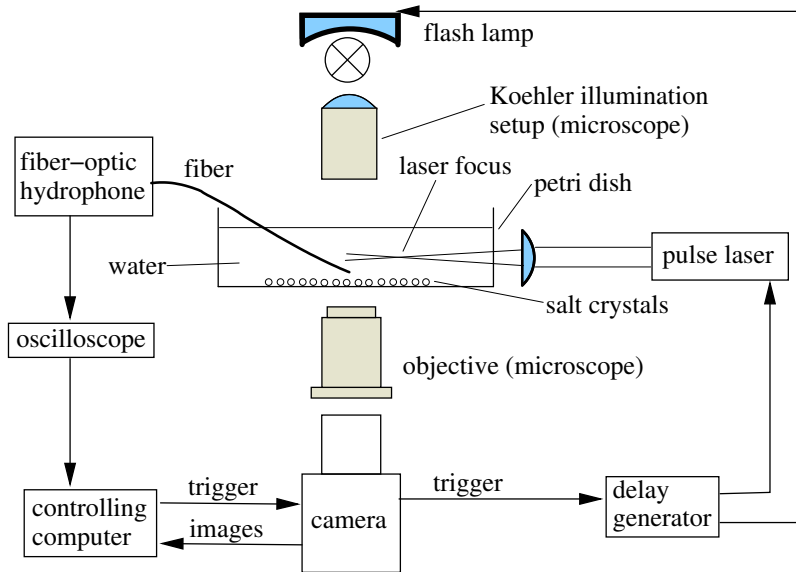 flash lamp
Koehler illumination
setup (microscope)
fiber−optic
hydrophone
fiber
laser focus
petri dish
water
pulse laser
salt crystals
oscilloscope
objective (microscope)
controlling
computer
trigger
images
camera
trigger
delay
generator